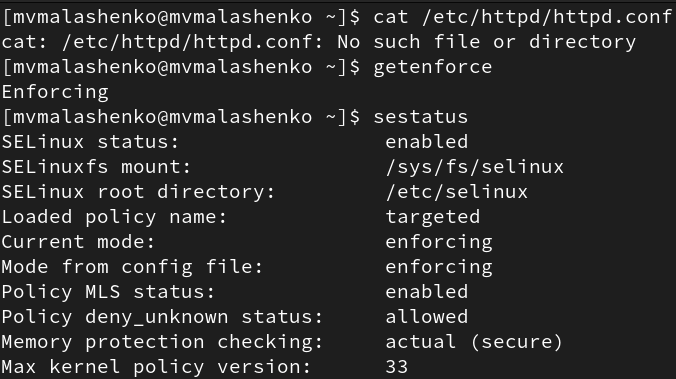 [mvmalashenko@mvmalashenko ~]$ cat /etc/httpd/httpd.conf
cat: /etc/httpd/httpd.conf: No such file or directory
[mvmalashenko@mvmalashenko ~]$ getenforce
Enforcing
[mvmalashenko@mvmalashenko ~]$ sestatus
SELinux status:                 enabled
SELinuxfs mount:                /sys/fs/selinux
SELinux root directory:         /etc/selinux
Loaded policy name:             targeted
Current mode:                   enforcing
Mode from config file:          enforcing
Policy MLS status:              enabled
Policy deny_unknown status:     allowed
Memory protection checking:     actual (secure)
Max kernel policy version:      33